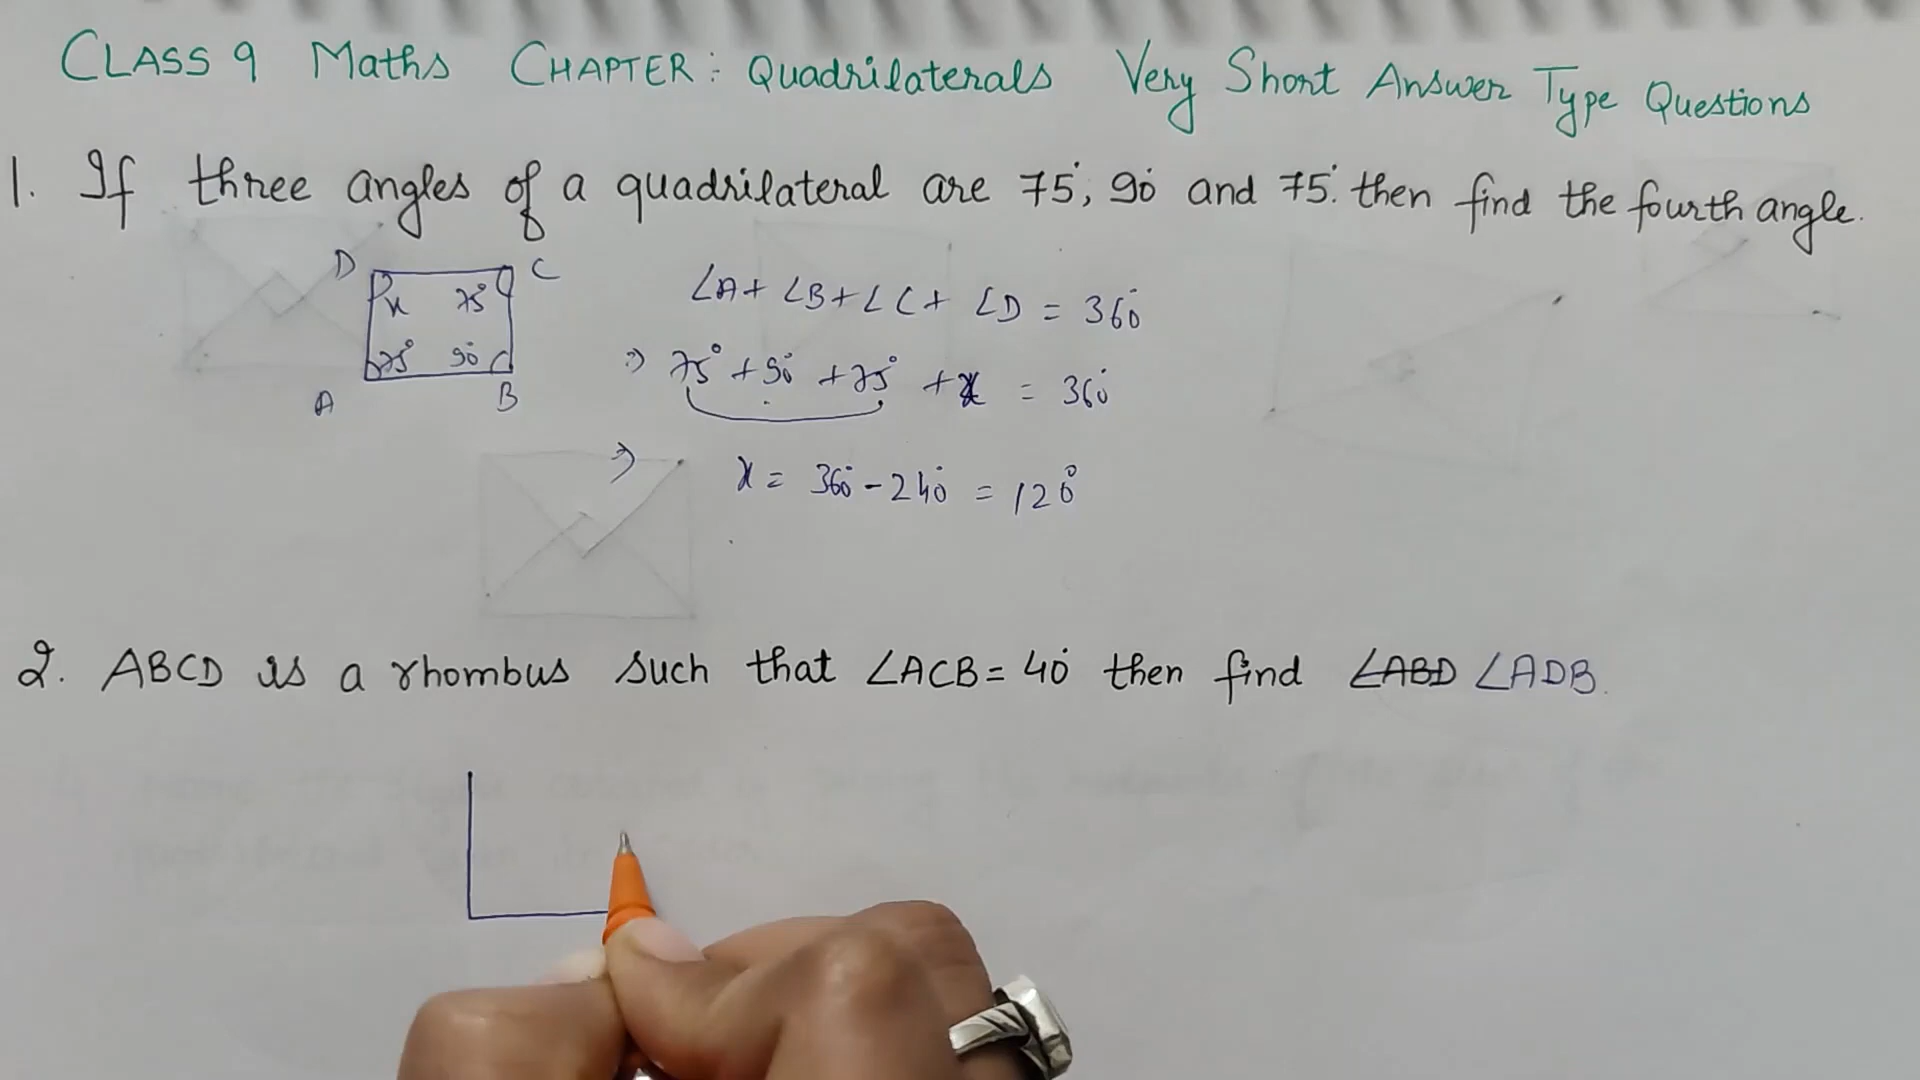 CLASS 9 Maths CHAPTER: Quadrilaterals Very Short Answer Type Questions
1. If three angles of a quadrilateral are 75°, 90° and 75°. then find the fourth angle.
D C
x 75°
75° 90°
A B
∠A + ∠B + ∠C + ∠D = 360°
⇒ 75° + 90° + 75° + x = 360°
⇒ x = 360° - 240° = 120°
2. ABCD is a rhombus such that ∠ACB = 40° then find ∠ABD ∠ADB.